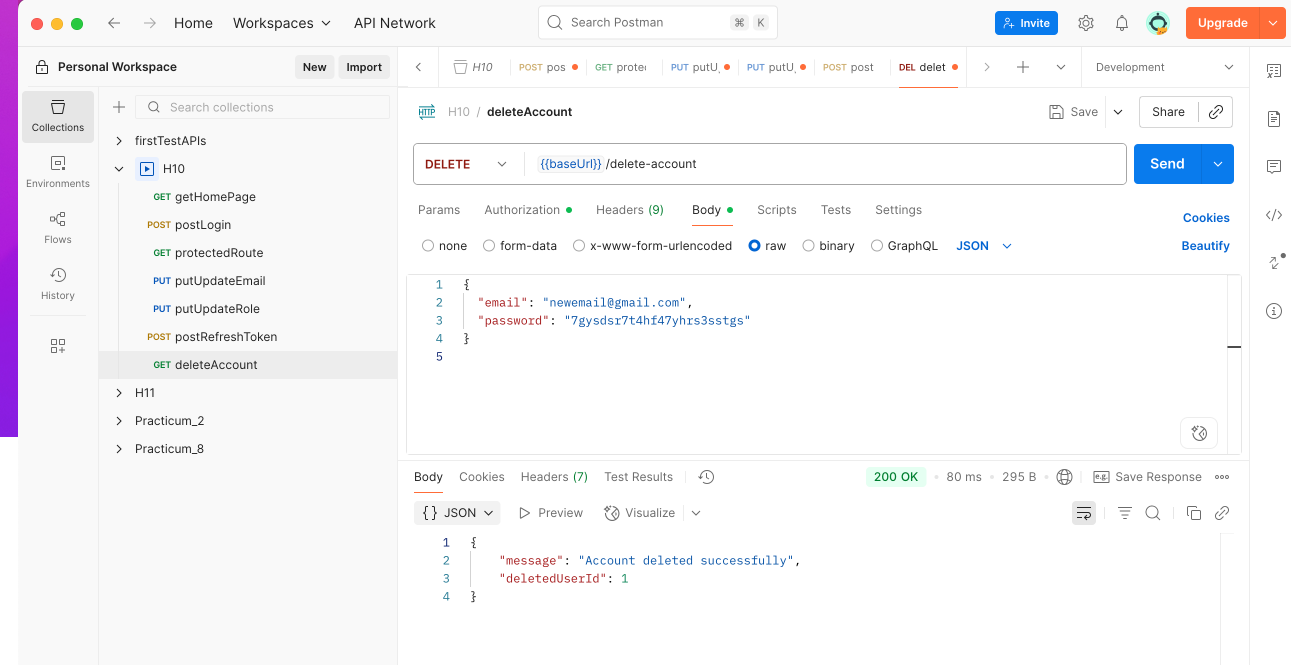 Home Workspaces API Network Search Postman ⌘ K Invite Upgrade
Personal Workspace New Import
H10 POST pos GET prote PUT putU PUT putU POST post DEL delet Development
Collections
Environments
Flows
History
Search collections
firstTestAPIs
H10
GET getHomePage
POST postLogin
GET protectedRoute
PUT putUpdateEmail
PUT putUpdateRole
POST postRefreshToken
GET deleteAccount
H11
Practicum_2
Practicum_8
HTTP H10 / deleteAccount Save Share
DELETE {{baseUrl}} /delete-account Send
Params Authorization Headers (9) Body Scripts Tests Settings Cookies
none form-data x-www-form-urlencoded raw binary GraphQL JSON Beautify
1 {
2 "email": "newemail@gmail.com",
3 "password": "7gysdsr7t4hf47yhrs3sstgs"
4 }
5
Body Cookies Headers (7) Test Results 200 OK • 80 ms • 295 B • Save Response
{} JSON Preview Visualize
1 {
2 "message": "Account deleted successfully",
3 "deletedUserId": 1
4 }